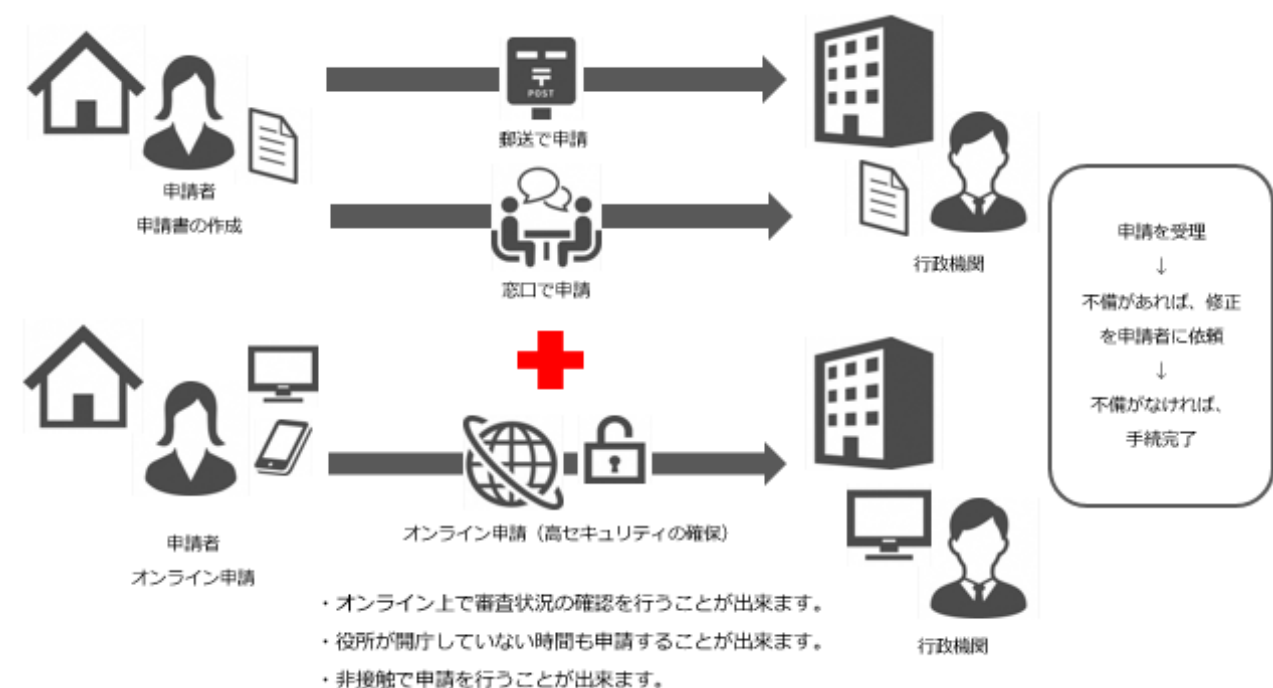 POST
郵送で申請
申請者
申請書の作成
窓口で申請
行政機関
申請を受理
↓
不備があれば、修正
を申請者に依頼
↓
不備がなければ、
手続完了
申請者
オンライン申請
オンライン申請（高セキュリティの確保）
行政機関
・オンライン上で審査状況の確認を行うことが出来ます。
・役所が開庁していない時間も申請することが出来ます。
・非接触で申請を行うことが出来ます。